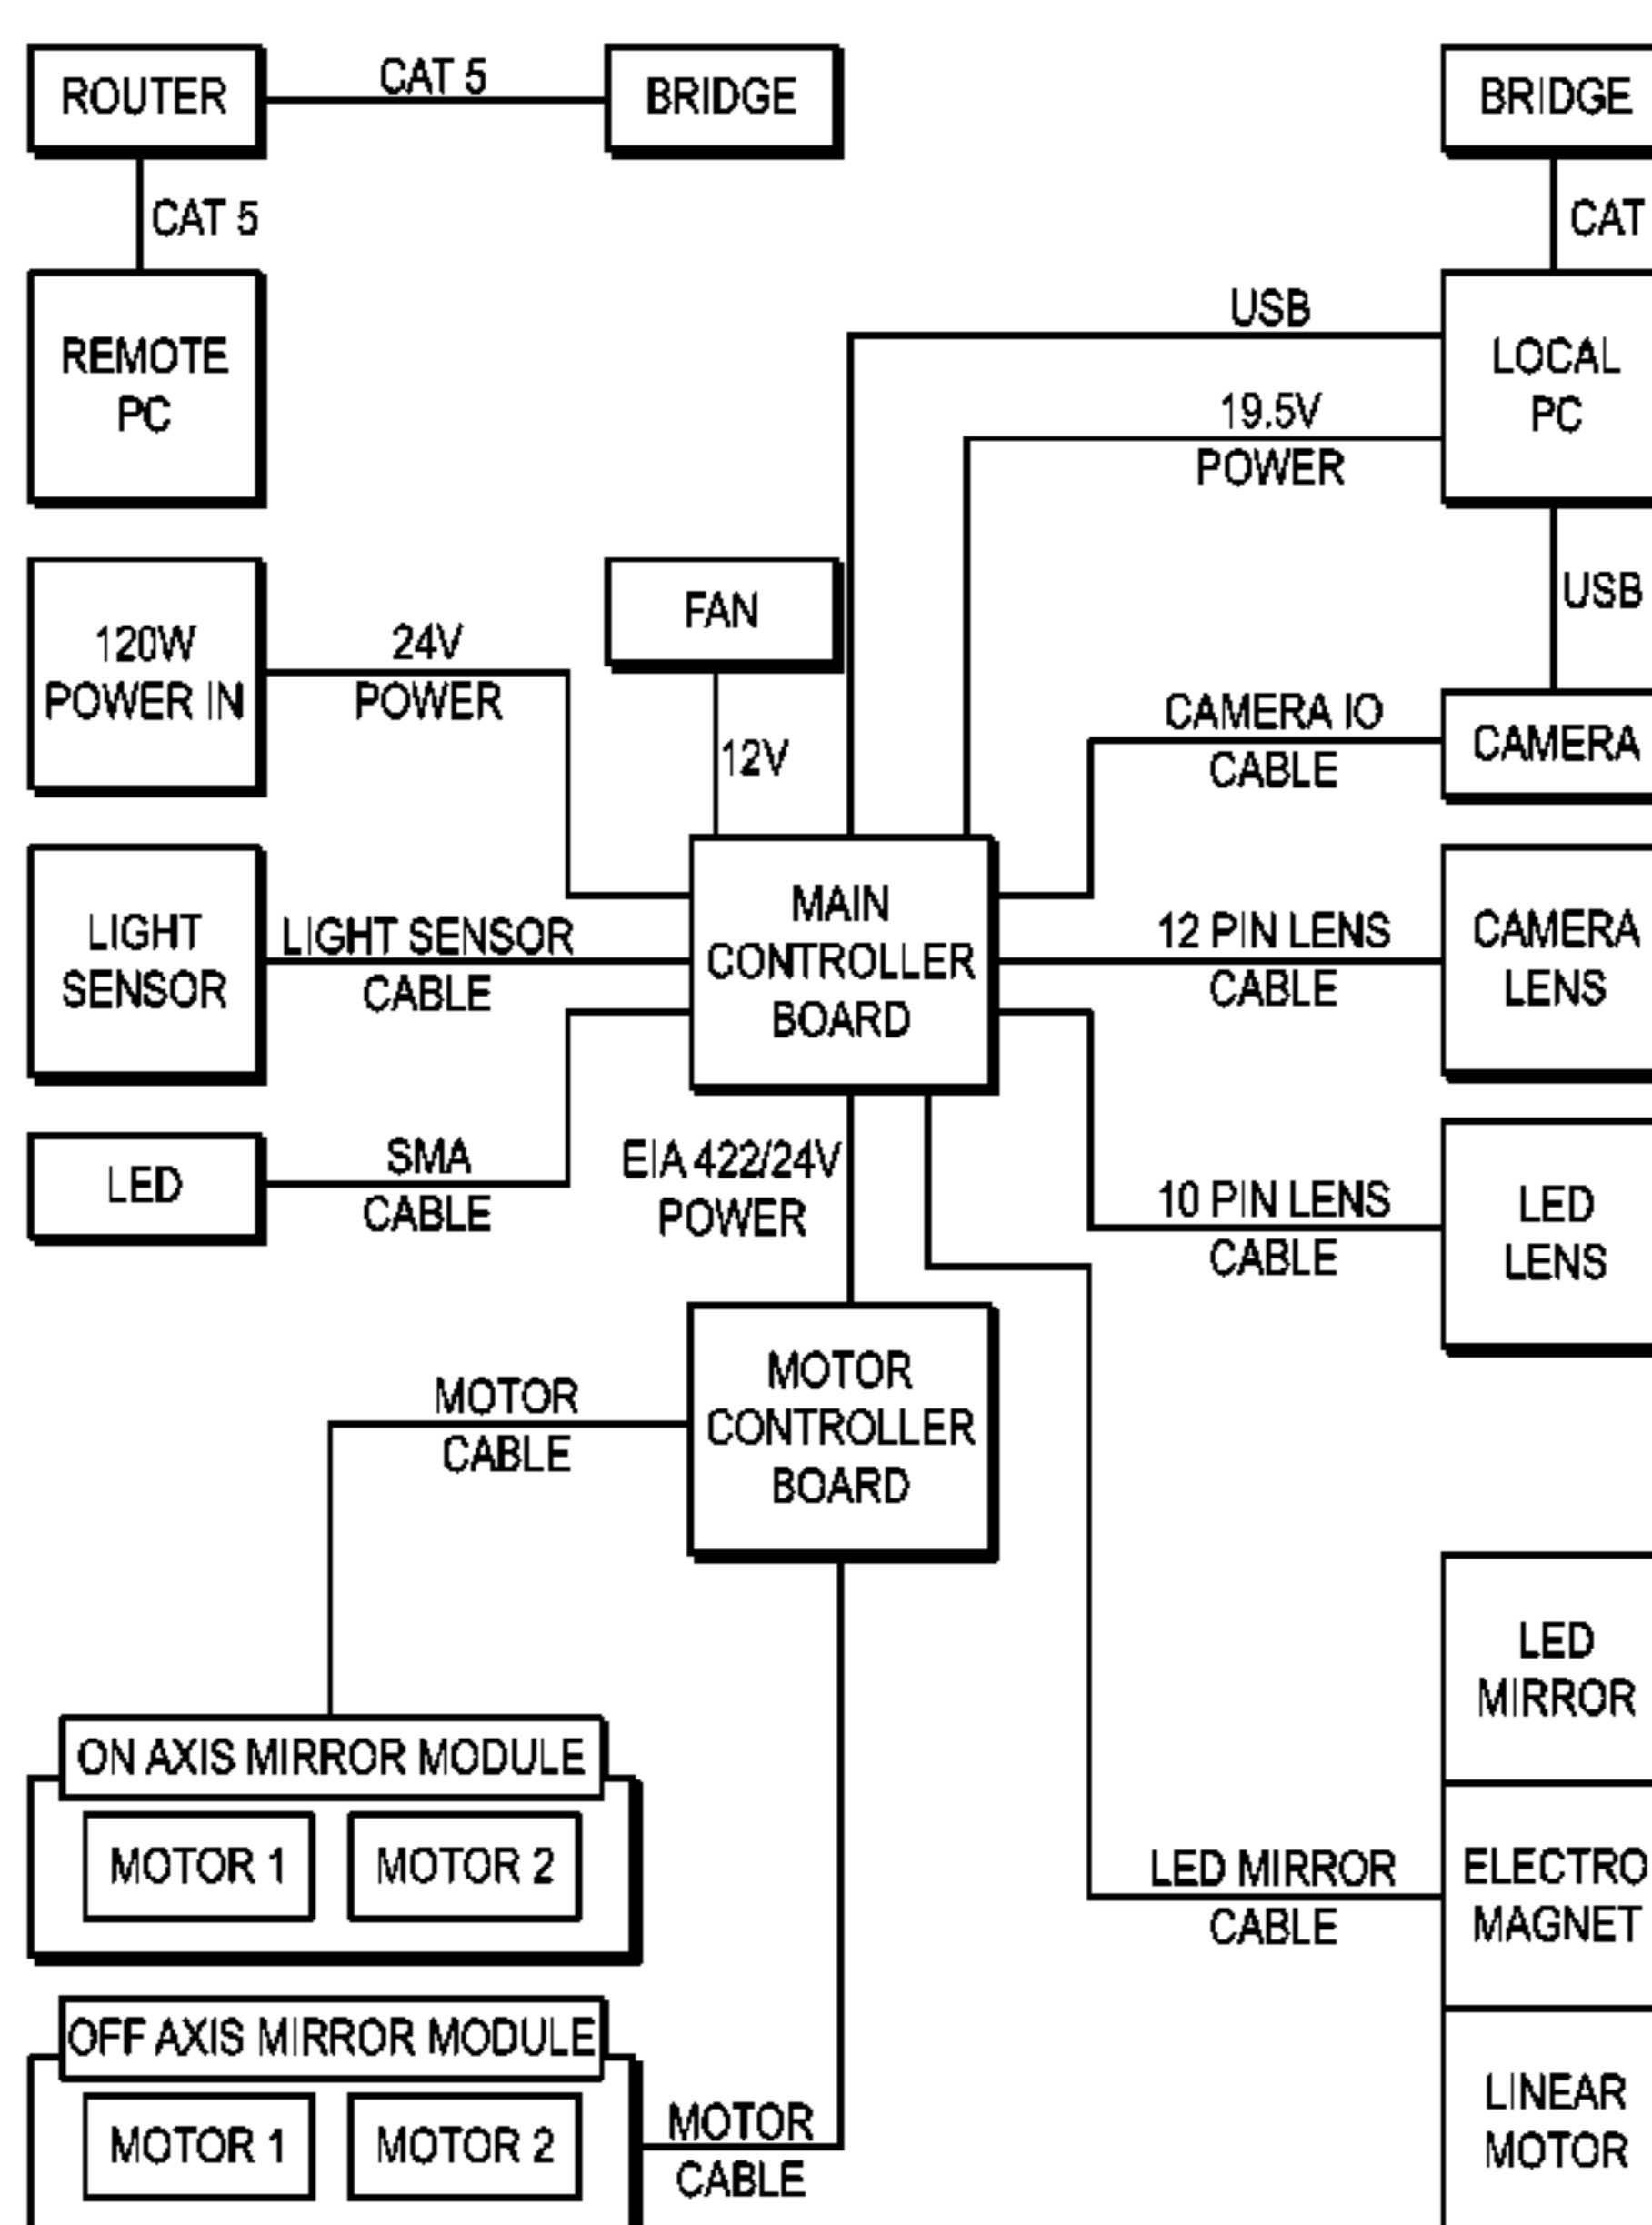 ROUTER
CAT 5
BRIDGE
BRIDGE
CAT 5
CAT
REMOTE
PC
USB
LOCAL
PC
19.5V
POWER
120W
POWER IN
24V
POWER
FAN
12V
USB
CAMERA IO
CABLE
CAMERA
LIGHT
SENSOR
LIGHT SENSOR
CABLE
MAIN
CONTROLLER
BOARD
12 PIN LENS
CABLE
CAMERA
LENS
LED
SMA
CABLE
EIA 422/24V
POWER
10 PIN LENS
CABLE
LED
LENS
MOTOR
CABLE
MOTOR
CONTROLLER
BOARD
LED
MIRROR
ON AXIS MIRROR MODULE
MOTOR 1
MOTOR 2
LED MIRROR
CABLE
ELECTRO
MAGNET
OFF AXIS MIRROR MODULE
MOTOR 1
MOTOR 2
MOTOR
CABLE
LINEAR
MOTOR